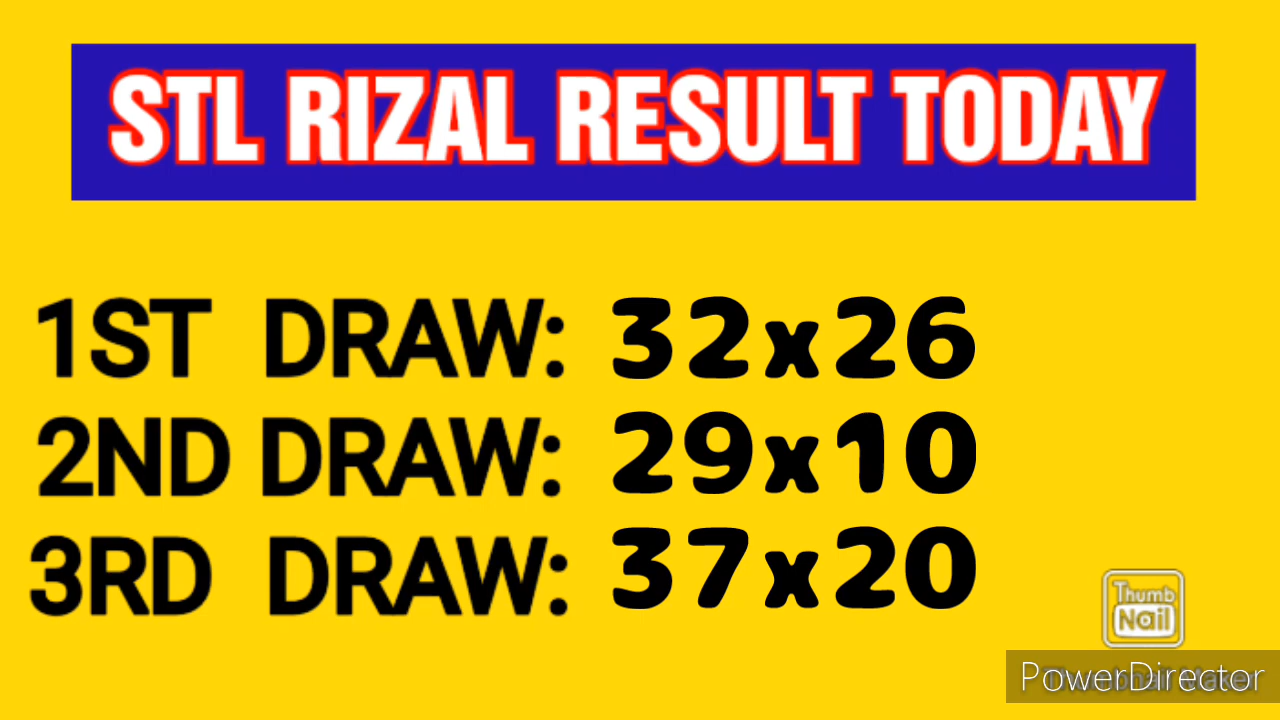 STL RIZAL RESULT TODAY
1ST DRAW: 32x26
2ND DRAW: 29x10
3RD DRAW: 37x20
Thumb
Nail
PowerDirector